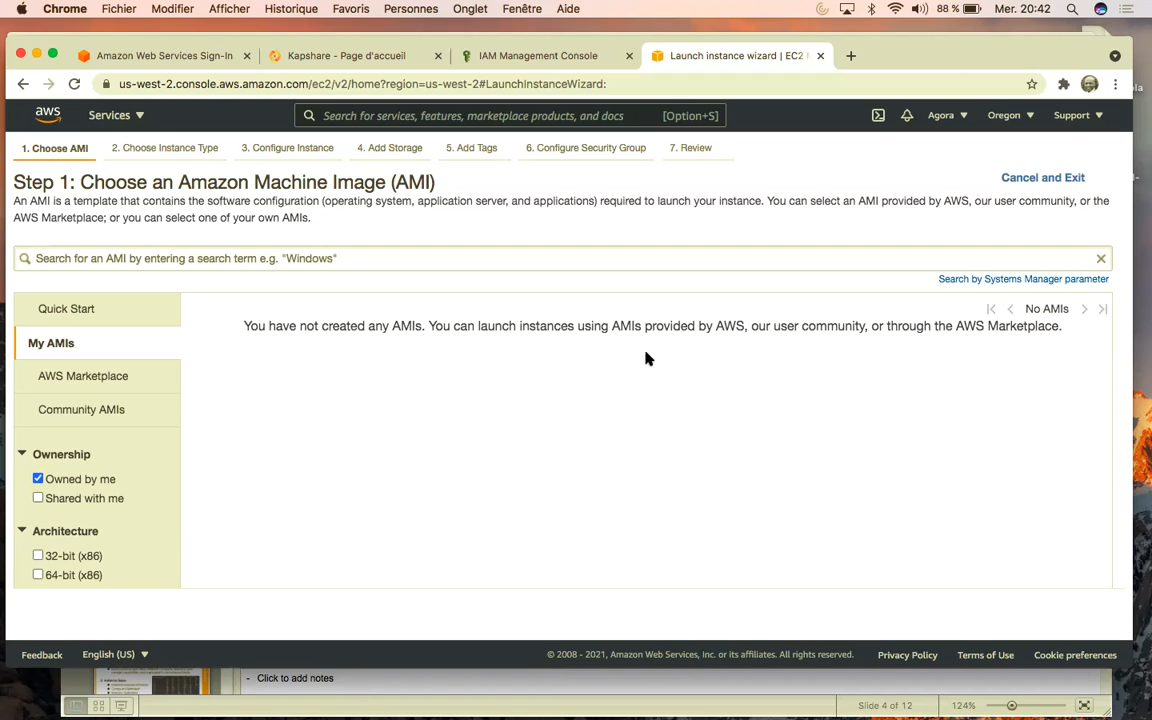 Chrome Fichier Modifier Afficher Historique Favoris Personnes Onglet Fenêtre Aide 88 % Mer. 20:42
Amazon Web Services Sign-In Kapshare - Page d'accueil IAM Management Console Launch instance wizard | EC2
us-west-2.console.aws.amazon.com/ec2/v2/home?region=us-west-2#LaunchInstanceWizard:
aws Services Search for services, features, marketplace products, and docs [Option+S] Agora Oregon Support
1. Choose AMI 2. Choose Instance Type 3. Configure Instance 4. Add Storage 5. Add Tags 6. Configure Security Group 7. Review
Step 1: Choose an Amazon Machine Image (AMI) Cancel and Exit
An AMI is a template that contains the software configuration (operating system, application server, and applications) required to launch your instance. You can select an AMI provided by AWS, our user community, or the
AWS Marketplace; or you can select one of your own AMIs.
Search for an AMI by entering a search term e.g. "Windows"
Search by Systems Manager parameter
Quick Start
No AMIs
You have not created any AMIs. You can launch instances using AMIs provided by AWS, our user community, or through the AWS Marketplace.
My AMIs
AWS Marketplace
Community AMIs
Ownership
Owned by me
Shared with me
Architecture
32-bit (x86)
64-bit (x86)
Feedback English (US) © 2008 - 2021, Amazon Web Services, Inc. or its affiliates. All rights reserved. Privacy Policy Terms of Use Cookie preferences
- Click to add notes
Slide 4 of 12 124%